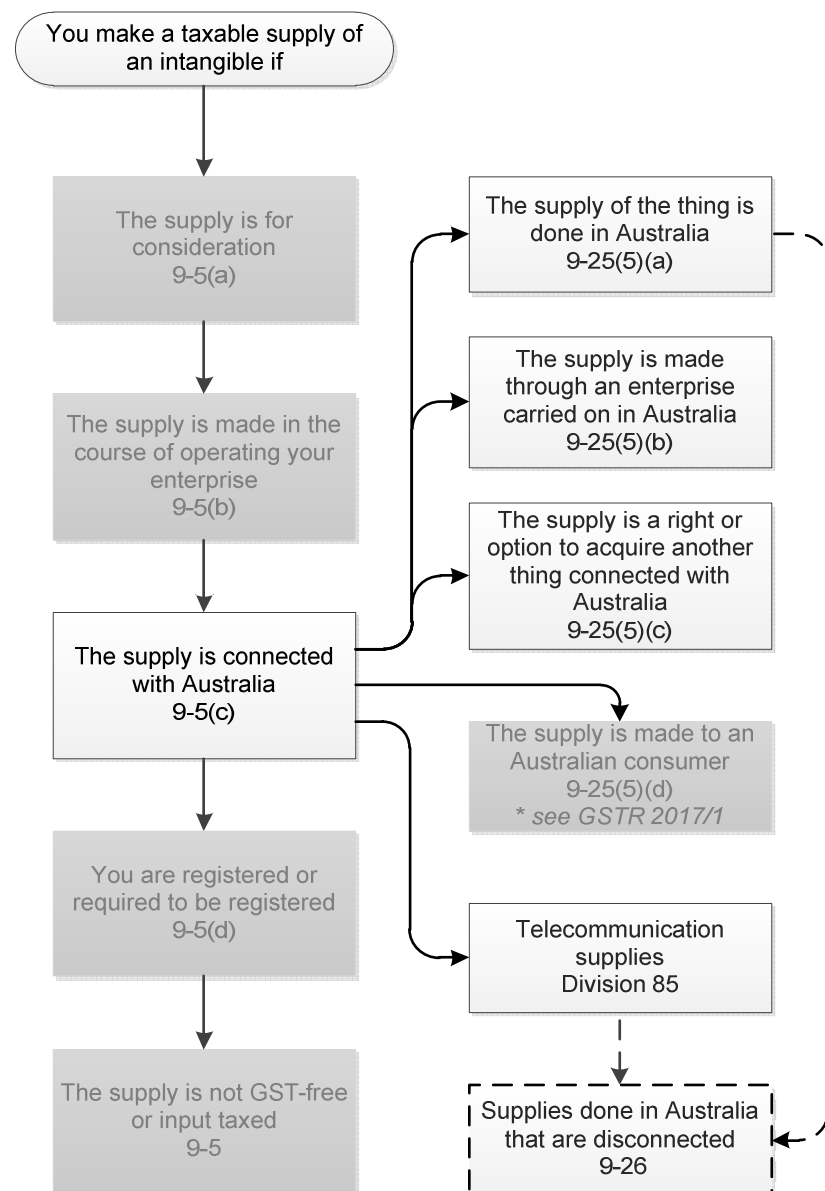 You make a taxable supply of
an intangible if
The supply is for
consideration
9-5(a)
The supply is made in the
course of operating your
enterprise
9-5(b)
The supply is connected
with Australia
9-5(c)
You are registered or
required to be registered
9-5(d)
The supply is not GST-free
or input taxed
9-5
The supply of the thing is
done in Australia
9-25(5)(a)
The supply is made
through an enterprise
carried on in Australia
9-25(5)(b)
The supply is a right or
option to acquire another
thing connected with
Australia
9-25(5)(c)
The supply is made to an
Australian consumer
9-25(5)(d)
* see GSTR 2017/1
Telecommunication
supplies
Division 85
Supplies done in Australia
that are disconnected
9-26